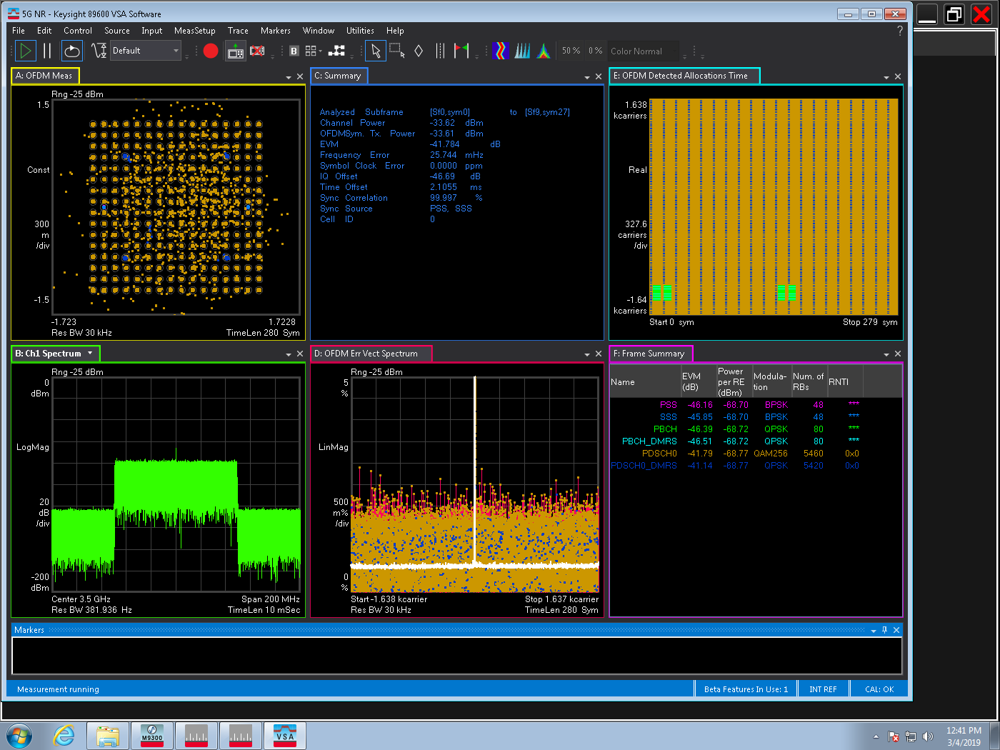 5G NR - Keysight 89600 VSA Software
File Edit Control Source Input MeasSetup Trace Markers Window Utilities Help ?
Default B 50 % 0 % Color Normal
A: OFDM Meas
Rng -25 dBm
1.5
Const
300
m
/div
-1.5
-1.723 1.7228
Res BW 30 kHz TimeLen 280 Sym
C: Summary
Analyzed Subframe [Sf0,sym0] to [Sf9,sym27]
Channel Power -33.62 dBm
OFDMSym. Tx. Power -33.61 dBm
EVM -41.784 dB
Frequency Error 25.744 mHz
Symbol Clock Error 0.0000 ppm
IQ Offset -46.69 dB
Time Offset 2.1055 ms
Sync Correlation 99.997 %
Sync Source PSS, SSS
Cell ID 0
E: OFDM Detected Allocations Time
1.638
kcarriers
Real
327.6
carriers
/div
-1.64
kcarriers
Start 0 sym Stop 279 sym
B: Ch1 Spectrum
Rng -25 dBm
0
dBm
LogMag
20
dB
/div
-200
dBm
Center 3.5 GHz Span 200 MHz
Res BW 381.936 Hz TimeLen 10 mSec
D: OFDM Err Vect Spectrum
Rng -25 dBm
5
%
LinMag
500
m%
/div
0
%
Start -1.638 kcarrier Stop 1.637 kcarrier
Res BW 30 kHz TimeLen 280 Sym
F: Frame Summary
Name EVM (dB) Power per RE (dBm) Modula-tion Num. of RBs RNTI
PSS -46.16 -68.70 BPSK 48 ***
SSS -45.85 -68.70 BPSK 48 ***
PBCH -46.39 -68.72 QPSK 80 ***
PBCH_DMRS -46.51 -68.72 QPSK 80 ***
PDSCH0 -41.79 -68.77 QAM256 5460 0x0
PDSCH0_DMRS -41.14 -68.77 QPSK 5420 0x0
Markers
Measurement running Beta Features In Use: 1 INT REF CAL: OK
M9300
VSA
12:41 PM
3/4/2019